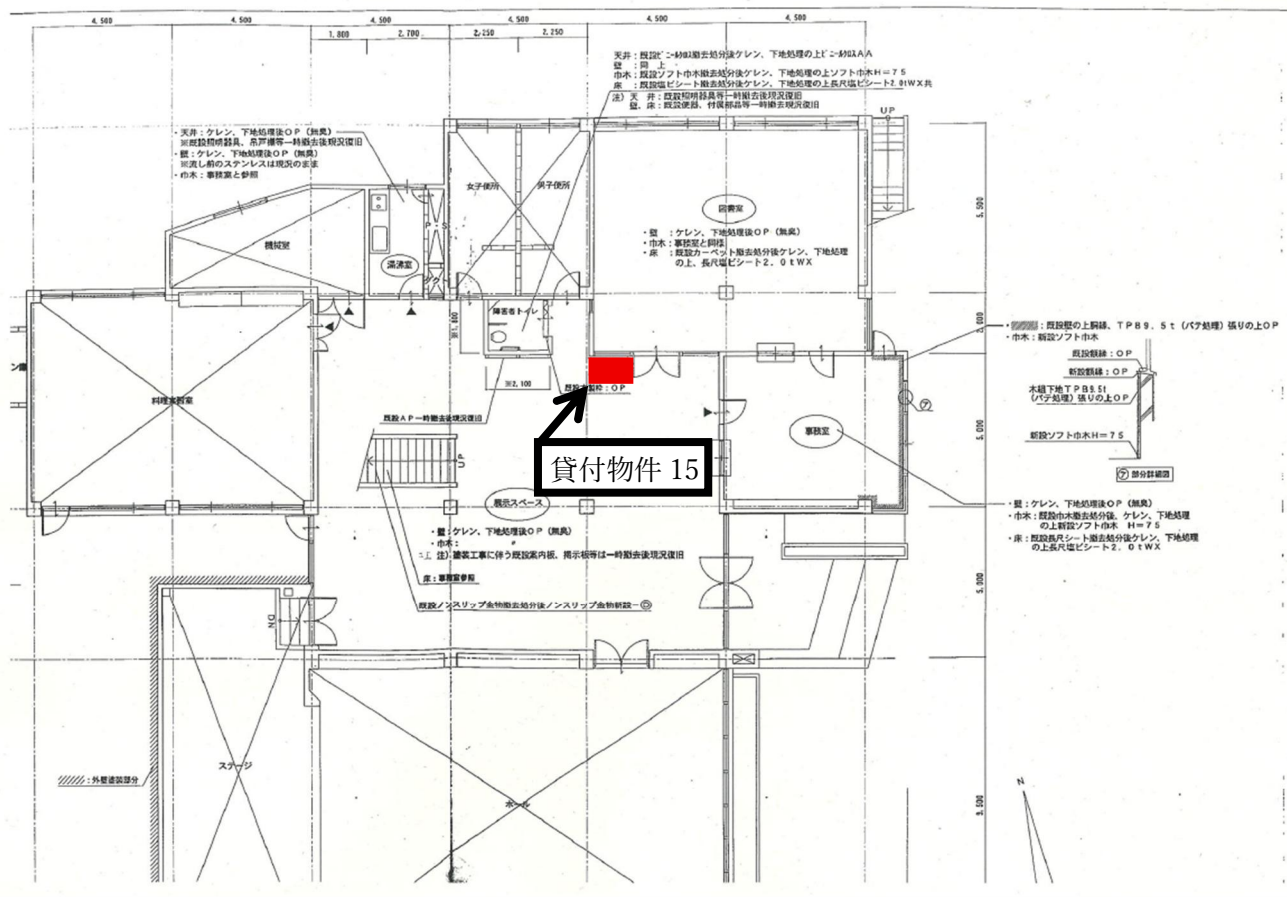 4,500
4,500
4,500
4,500
4,500
4,500
1,800
2,700
2,250
2,250
天井：既設ビニールクロス撤去処分後ケレン、下地処理の上ビニールクロスAA
壁 ：同 上
巾木：既設ソフト巾木撤去処分後ケレン、下地処理の上ソフト巾木H＝75
床 ：既設塩ビシート撤去処分後ケレン、下地処理の上長尺塩ビシート2.0tWX共
注）天 井：既設照明器具等一時撤去後現況復旧
壁、床：既設便器、付属部品等一時撤去現況復旧
UP
・天井：ケレン、下地処理後OP（無臭）
※既設照明器具、吊戸棚等一時撤去後現況復旧
・壁：ケレン、下地処理後OP（無臭）
※流し前のステンレスは現況のまま
・巾木：事務室と参照
女子便所
男子便所
図書室
5,500
・壁 ：ケレン、下地処理後OP（無臭）
・巾木：事務室と同様
・床 ：既設カーペット撤去処分後ケレン、下地処理
の上、長尺塩ビシート2．0tWX
P・S
機械室
湯沸室
障害者トイレ
※1,800
2,000
・　　：既設壁の上胴縁、TPB9．5t（パテ処理）張りの上OP
・巾木：新設ソフト巾木
既設額縁：OP
新設額縁：OP
木組下地TPB9.5t
（パテ処理）張りの上OP
新設ソフト巾木H＝75
㋐ 部分詳細図
※2,100
：OP
料理実習室
既設AP一時撤去後現況復旧
㋐
事務室
5,000
UP
貸付物件 15
展示スペース
・壁：ケレン、下地処理後OP（無臭）
・巾木： 〃
注）塗装工事に伴う既設案内板、掲示板等は一時撤去後現況復旧
床：事務室参照
既設ノンスリップ金物撤去処分後ノンスリップ金物新設
・壁：ケレン、下地処理後OP（無臭）
・巾木：既設巾木撤去処分後、ケレン、下地処理
の上新設ソフト巾木 H＝75
・床：既設長尺シート撤去処分後ケレン、下地処理
の上長尺塩ビシート2．0tWX
5,000
DN
ステージ
：外壁塗装部分
ホール
N
9,500